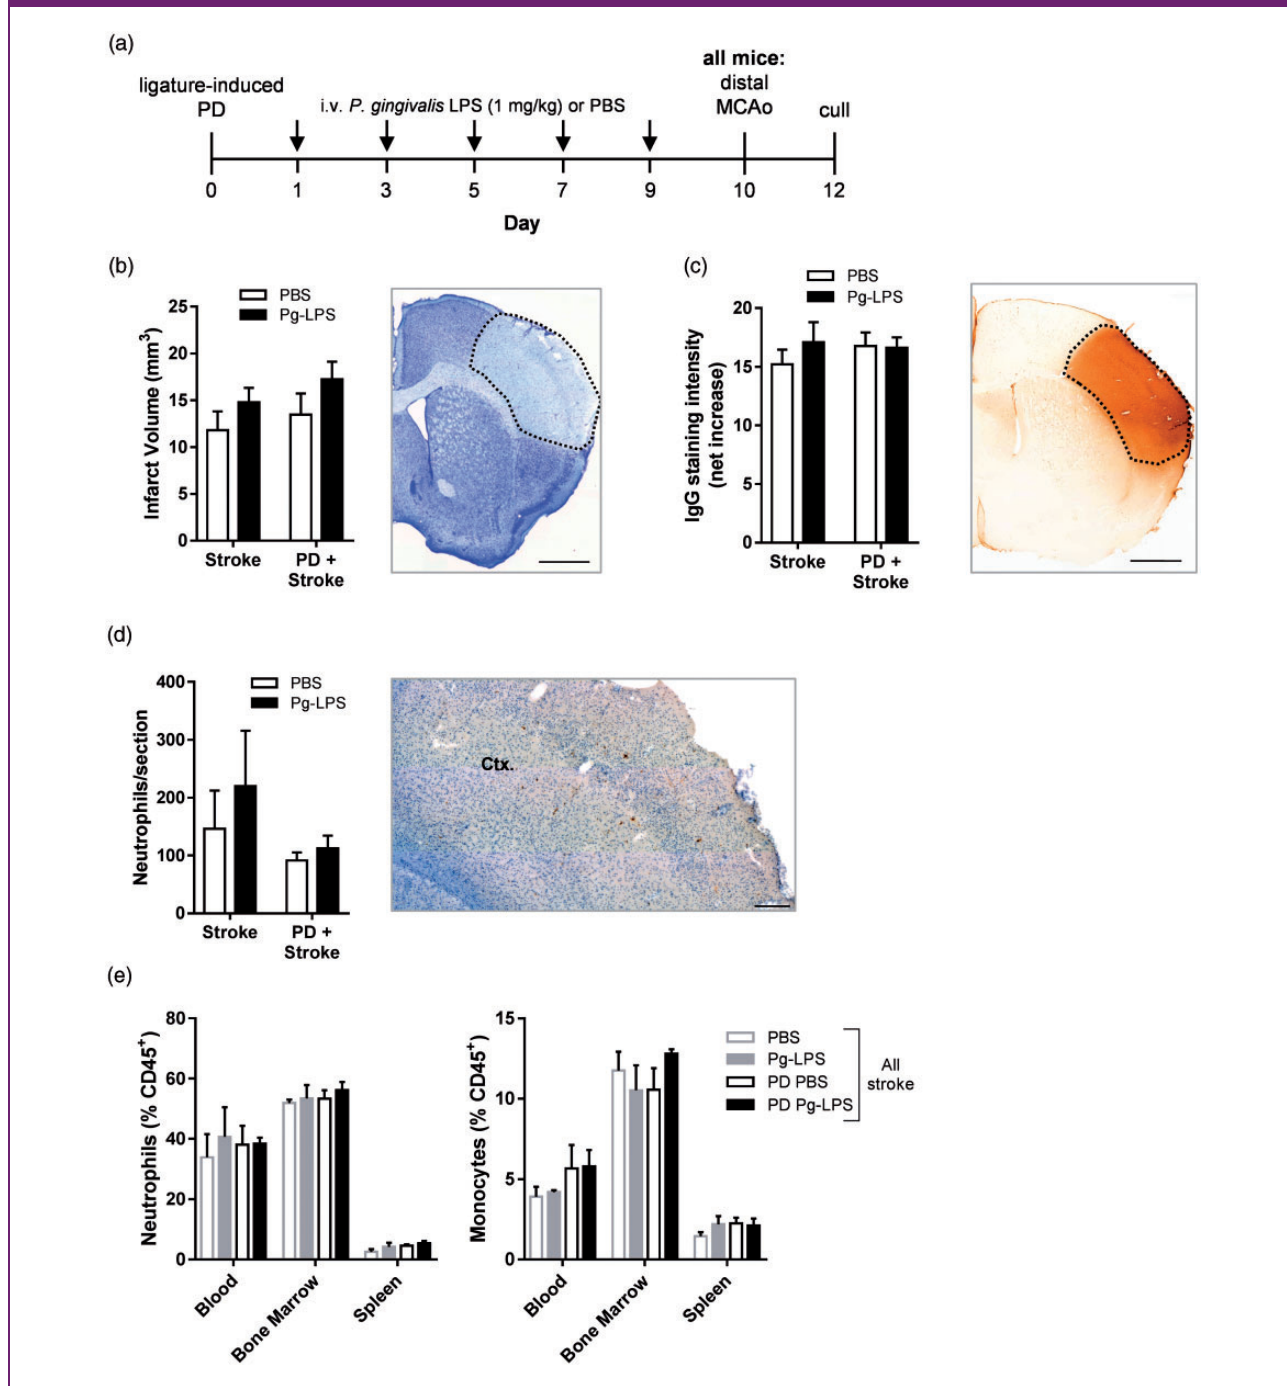 (a)
all mice:
ligature-induced distal
PD i.v. P. gingivalis LPS (1 mg/kg) or PBS MCAo cull
0 1 3 5 7 9 10 12
Day
(b)
PBS
Pg-LPS
Infarct Volume (mm³)
25
20
15
10
5
0
Stroke PD +
Stroke
(c)
PBS
Pg-LPS
IgG staining intensity
(net increase)
20
15
10
5
0
Stroke PD +
Stroke
(d)
PBS
Pg-LPS
Neutrophils/section
400
300
200
100
0
Stroke PD +
Stroke
Ctx.
(e)
Neutrophils (% CD45⁺)
80
60
40
20
0
Blood
Bone Marrow
Spleen
Monocytes (% CD45⁺)
15
10
5
0
Blood
Bone Marrow
Spleen
PBS
Pg-LPS
PD PBS
PD Pg-LPS
All
stroke